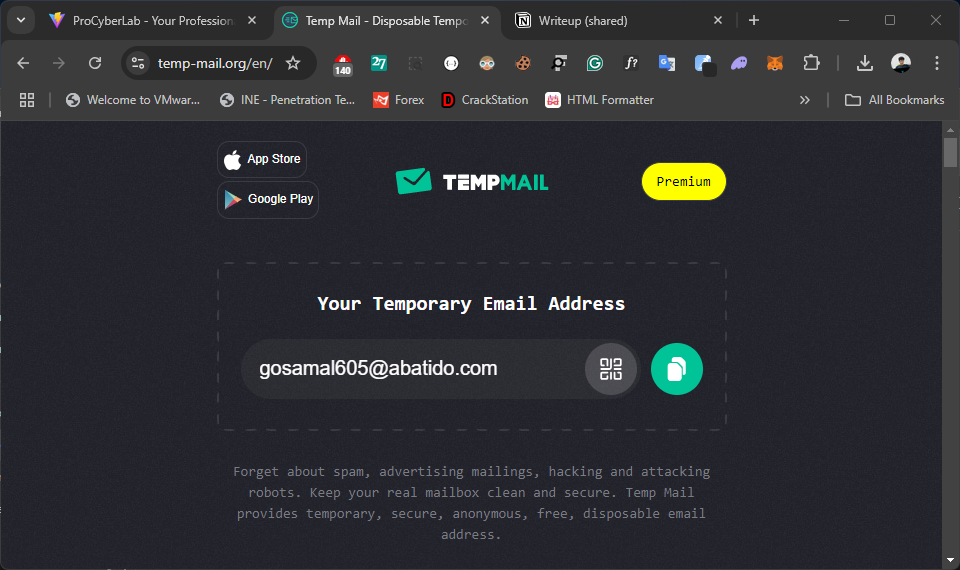 ProCyberLab - Your Profession
Temp Mail - Disposable Tempo
Writeup (shared)
temp-mail.org/en/
140
27
f?
Welcome to VMwar...
INE - Penetration Te...
Forex
CrackStation
HTML Formatter
All Bookmarks
App Store
Google Play
TEMPMAIL
Premium
Your Temporary Email Address
gosamal605@abatido.com
Forget about spam, advertising mailings, hacking and attacking
robots. Keep your real mailbox clean and secure. Temp Mail
provides temporary, secure, anonymous, free, disposable email
address.